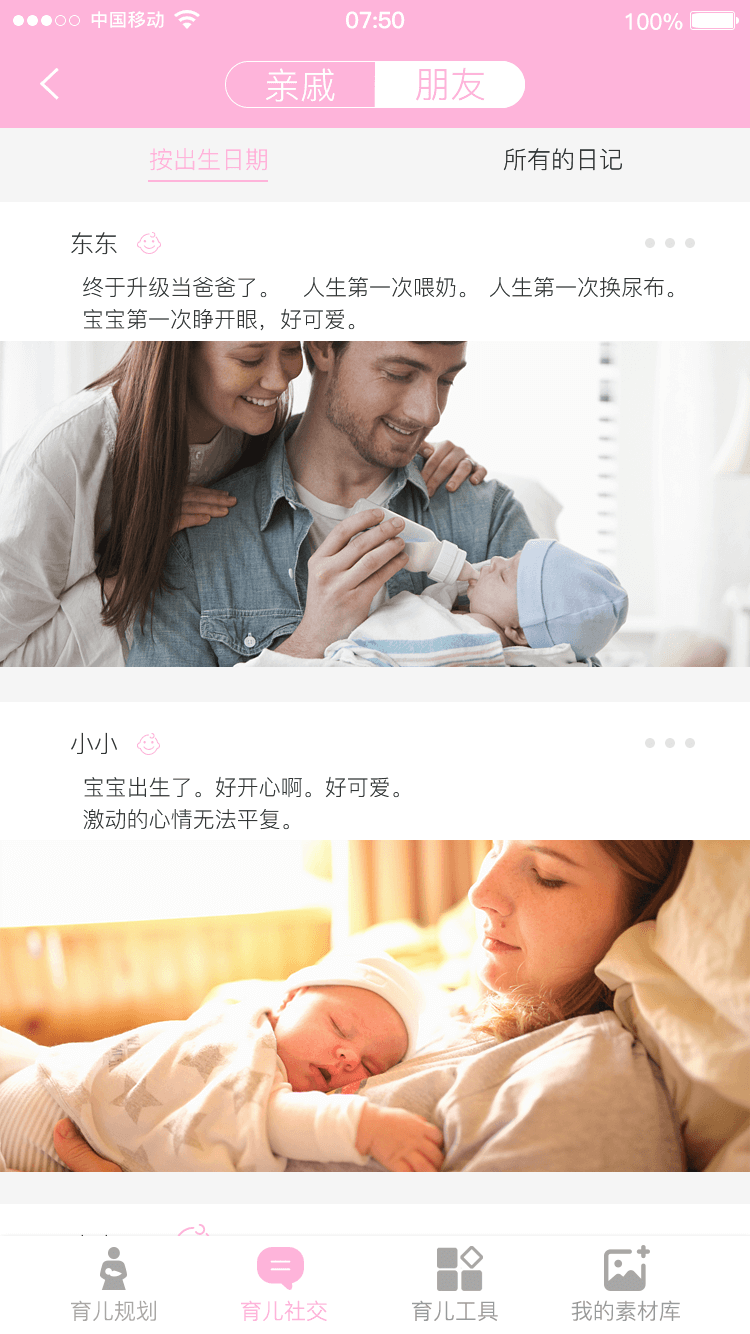 中国移动 07:50 100%
亲戚 朋友
按出生日期 所有的日记
东东
终于升级当爸爸了。 人生第一次喂奶。 人生第一次换尿布。
宝宝第一次睁开眼，好可爱。
小小
宝宝出生了。好开心啊。好可爱。
激动的心情无法平复。
育儿规划 育儿社交 育儿工具 我的素材库